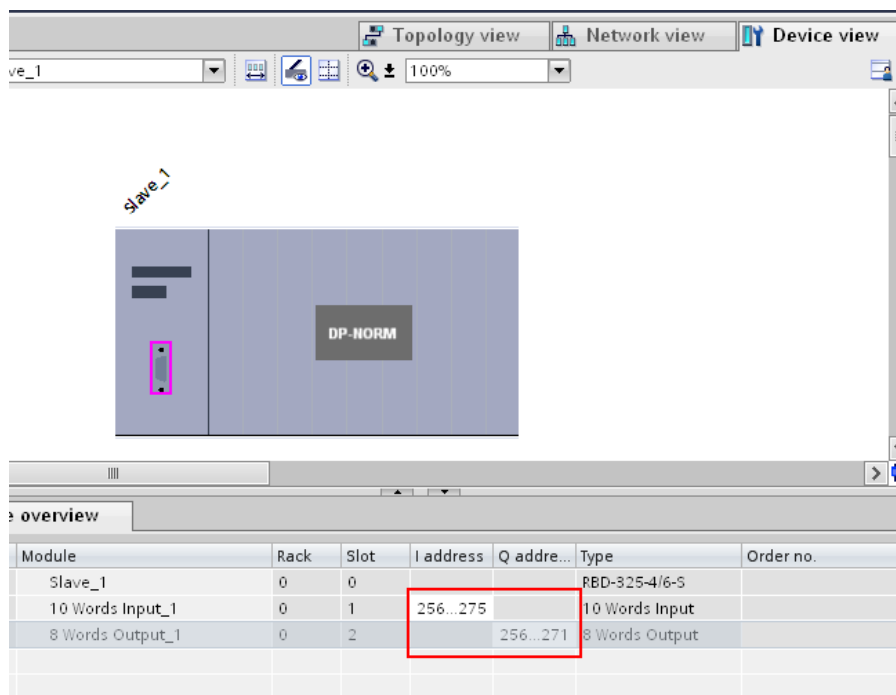 Topology view Network view Device view
ve_1 100%
Slave_1
DP-NORM
e overview
Module Rack Slot I address Q addre... Type Order no.
Slave_1 0 0 RBD-325-4/6-S
10 Words Input_1 0 1 256...275 10 Words Input
8 Words Output_1 0 2 256...271 8 Words Output